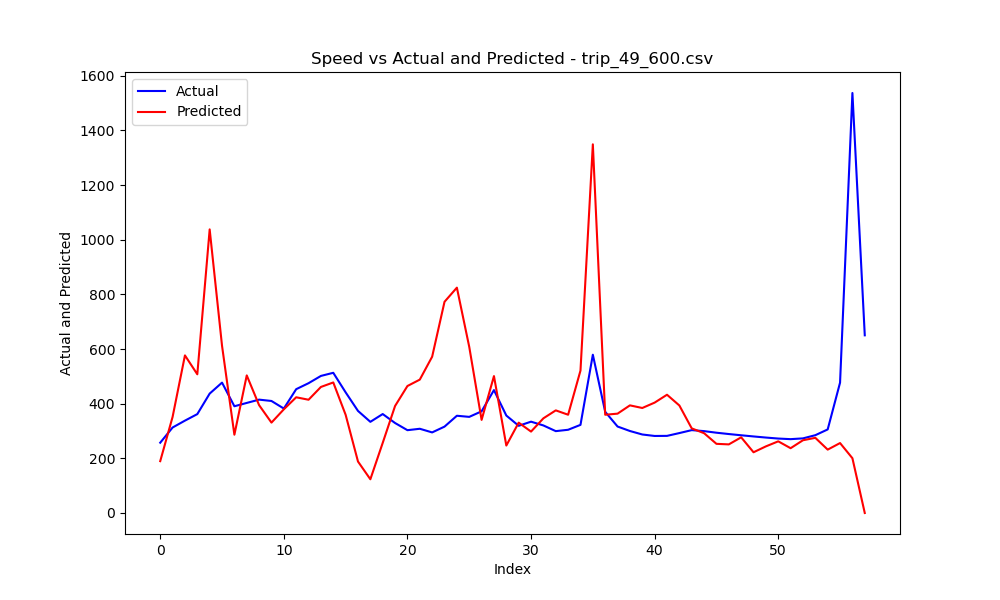 Speed vs Actual and Predicted - trip_49_600.csv
Actual
Predicted
Actual and Predicted
1600
1400
1200
1000
800
600
400
200
0
0 10 20 30 40 50
Index